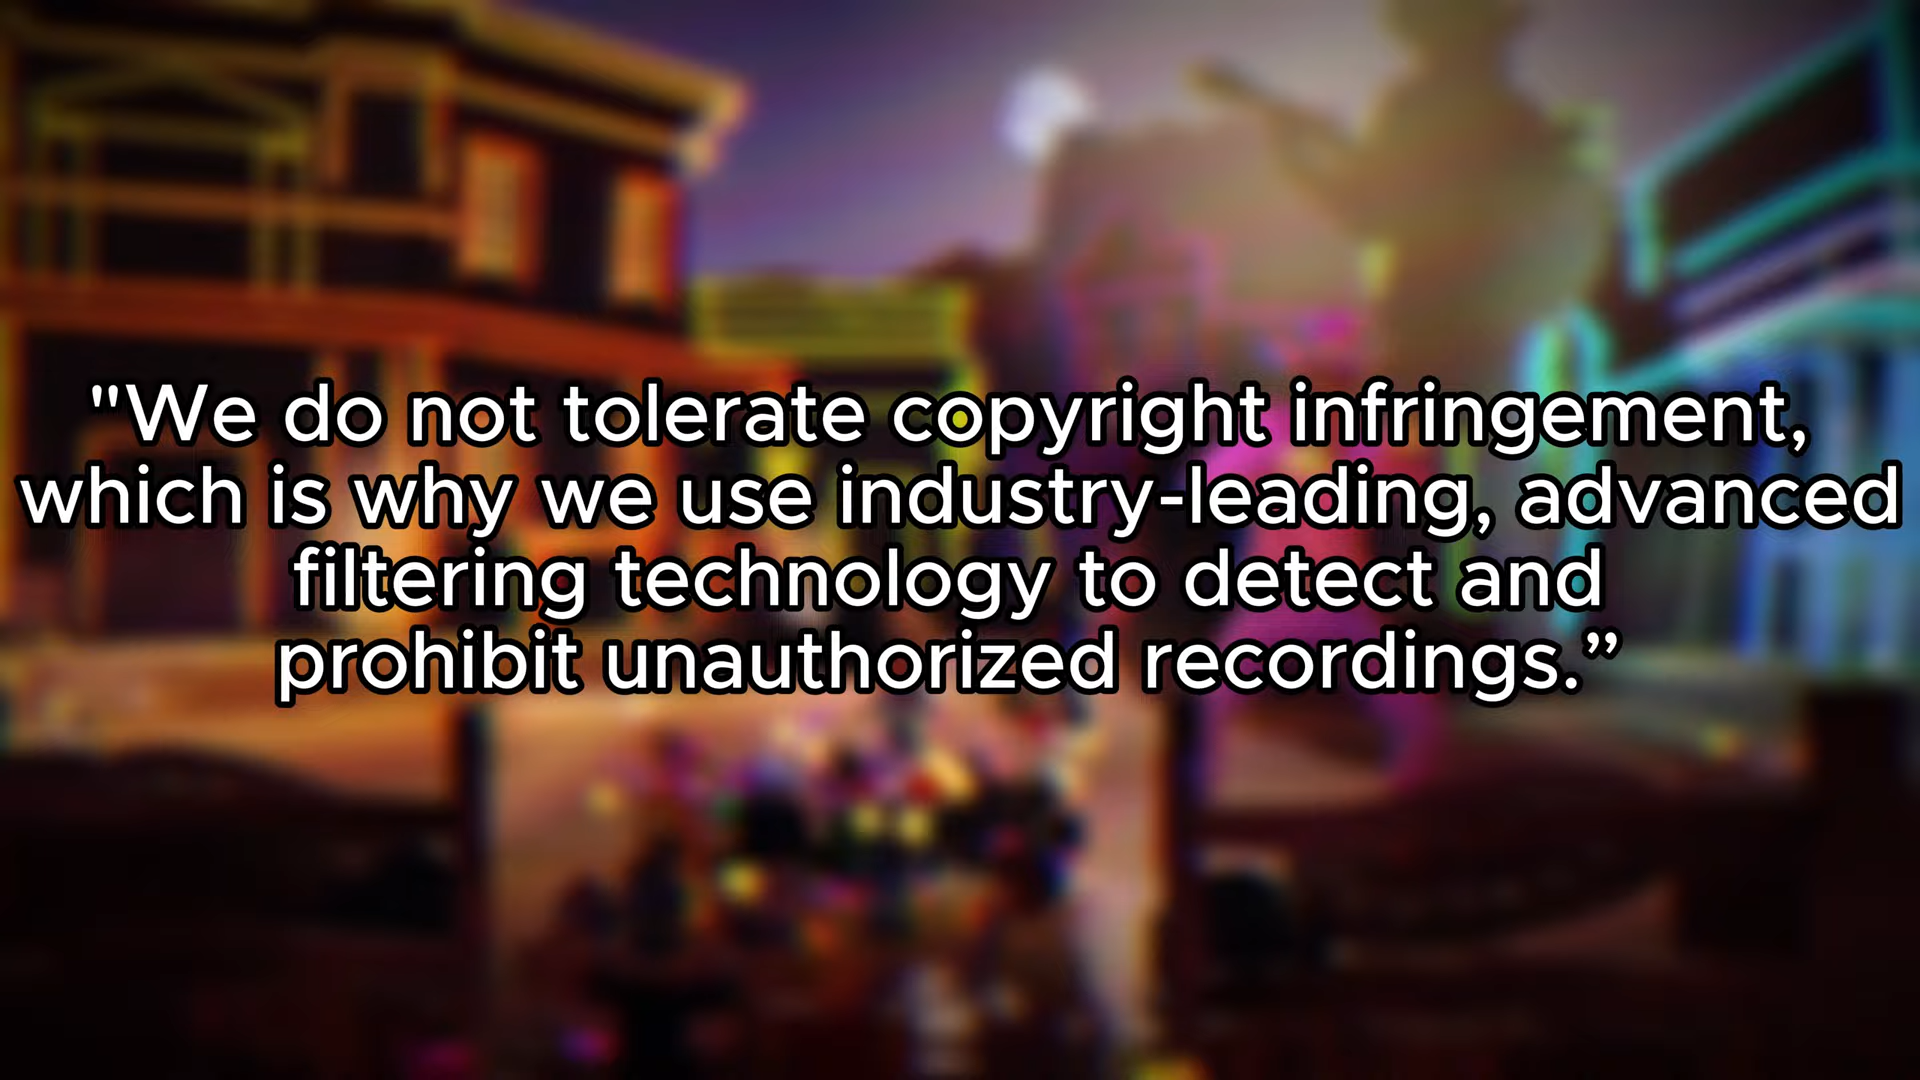 "We do not tolerate copyright infringement,
which is why we use industry-leading, advanced
filtering technology to detect and
prohibit unauthorized recordings.”